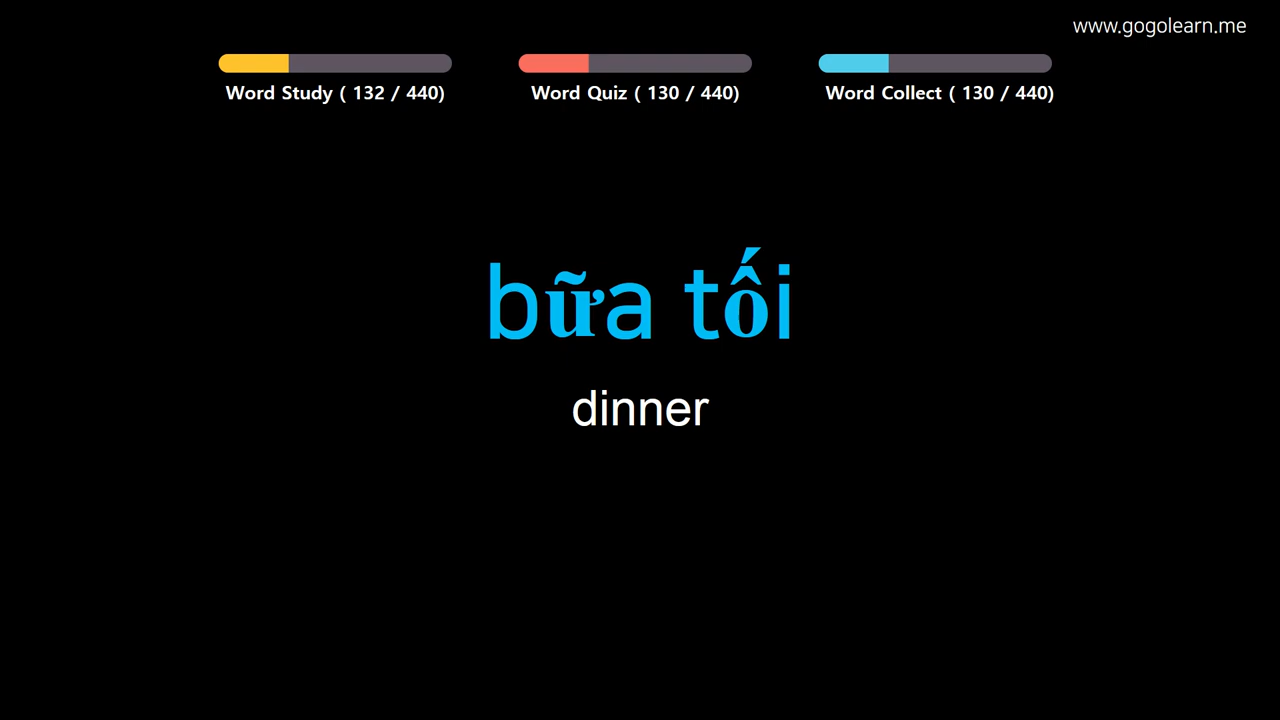 www.gogolearn.me
Word Study ( 132 / 440)
Word Quiz ( 130 / 440)
Word Collect ( 130 / 440)
bữa tối
dinner